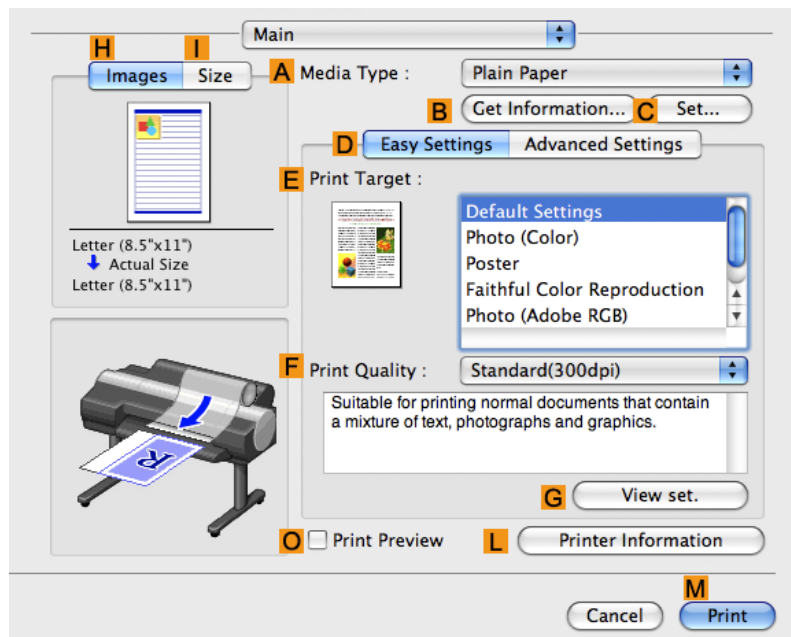 Main
H
I
Images
Size
A
Media Type :
Plain Paper
B
Get Information...
C
Set...
D
Easy Settings
Advanced Settings
E
Print Target :
Default Settings
Photo (Color)
Poster
Faithful Color Reproduction
Photo (Adobe RGB)
Letter (8.5"x11")
Actual Size
Letter (8.5"x11")
R
F
Print Quality :
Standard(300dpi)
Suitable for printing normal documents that contain
a mixture of text, photographs and graphics.
G
View set.
O
Print Preview
L
Printer Information
M
Cancel
Print